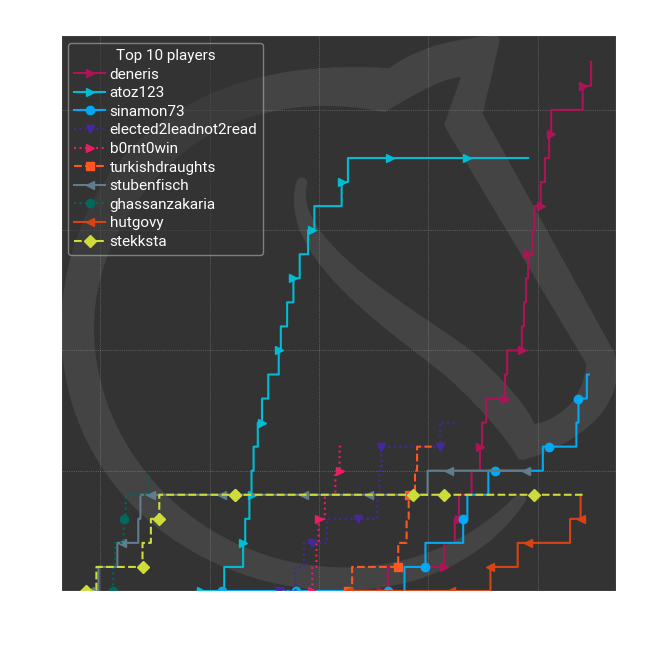 Top 10 players
deneris
atoz123
sinamon73
elected2leadnot2read
b0rnt0win
turkishdraughts
stubenfisch
ghassanzakaria
hutgovy
stekksta